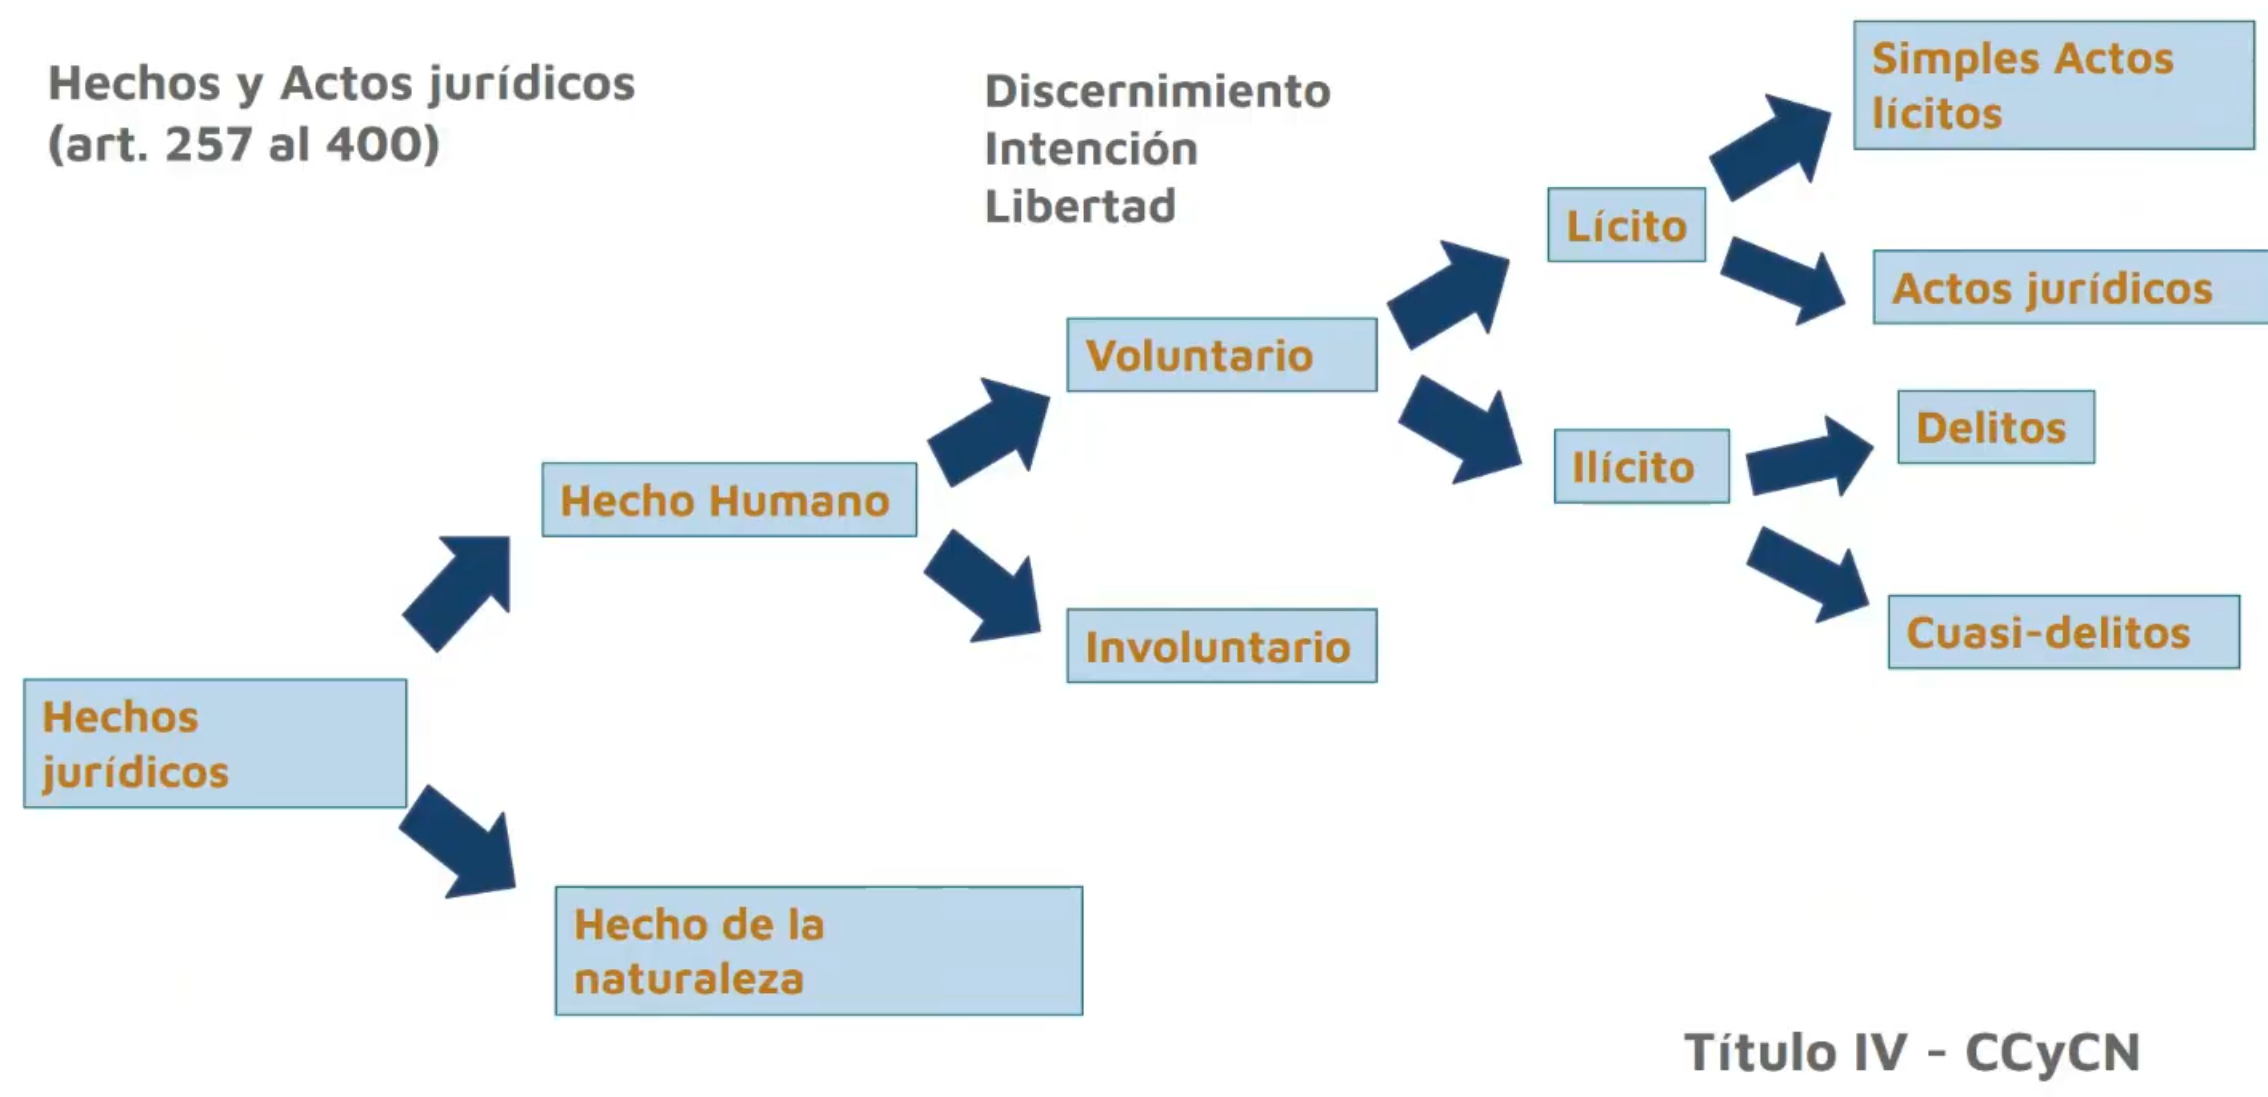 Hechos y Actos jurídicos
(art. 257 al 400)
Discernimiento
Intención
Libertad
Simples Actos
lícitos
Lícito
Actos jurídicos
Voluntario
Delitos
Ilícito
Hecho Humano
Cuasi-delitos
Involuntario
Hechos
jurídicos
Hecho de la
naturaleza
Título IV - CCyCN